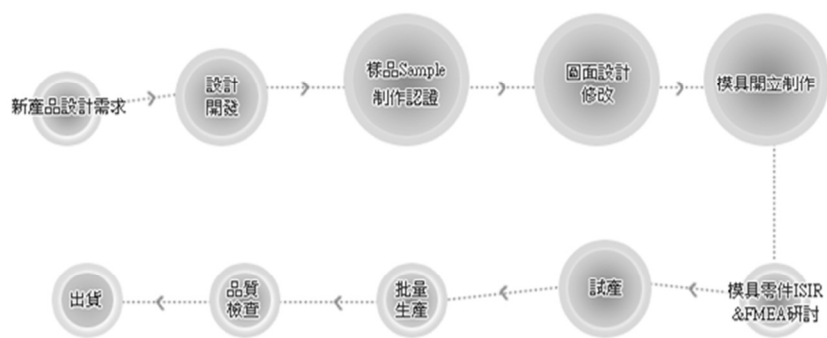 新產品設計需求
設計
開發
樣品Sample
制作認證
圖面設計
修改
模具開立制作
模具零件ISIR
&FMEA研討
試產
批量
生產
品質
檢查
出貨